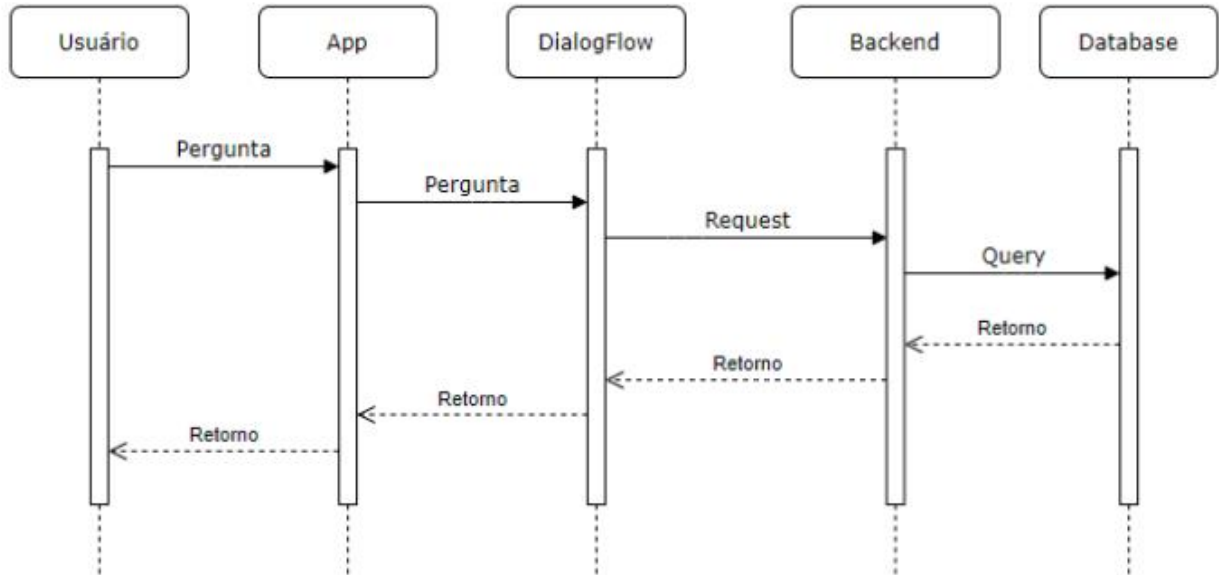 Usuário
App
DialogFlow
Backend
Database
Pergunta
Pergunta
Request
Query
Retorno
Retorno
Retorno
Retorno